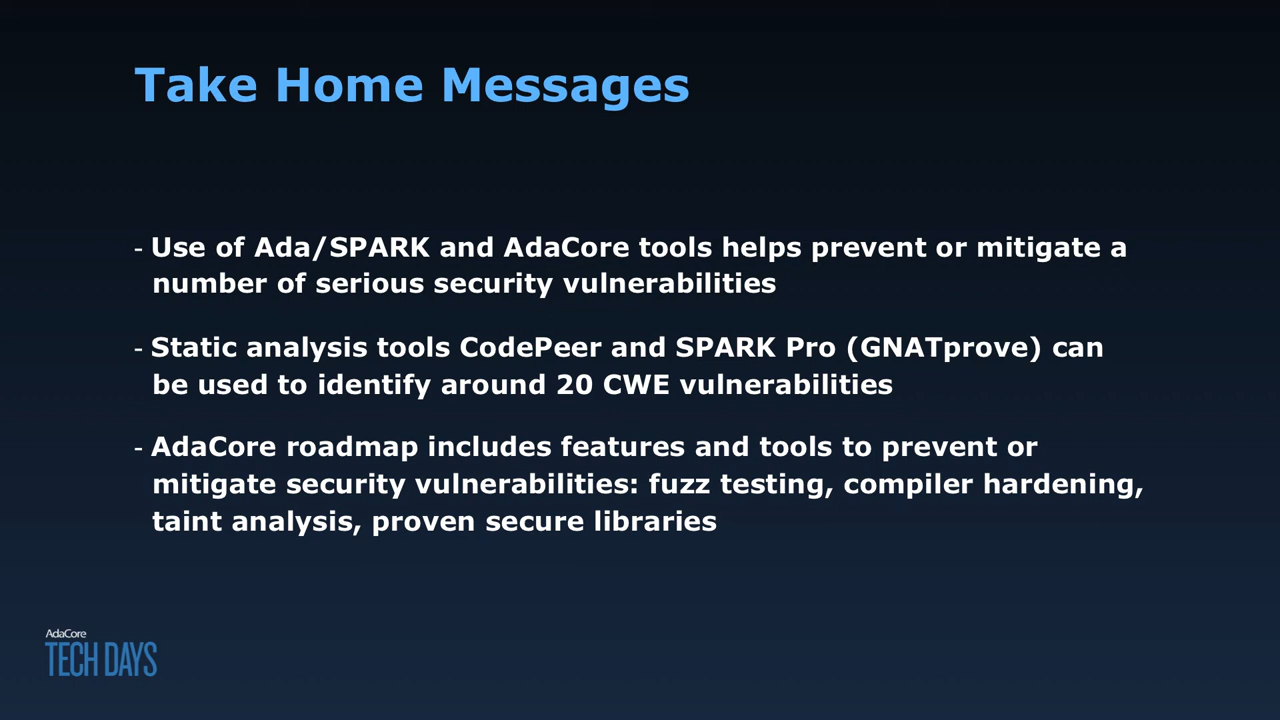 Take Home Messages
- Use of Ada/SPARK and AdaCore tools helps prevent or mitigate a
number of serious security vulnerabilities
- Static analysis tools CodePeer and SPARK Pro (GNATprove) can
be used to identify around 20 CWE vulnerabilities
- AdaCore roadmap includes features and tools to prevent or
mitigate security vulnerabilities: fuzz testing, compiler hardening,
taint analysis, proven secure libraries
AdaCore
TECH DAYS